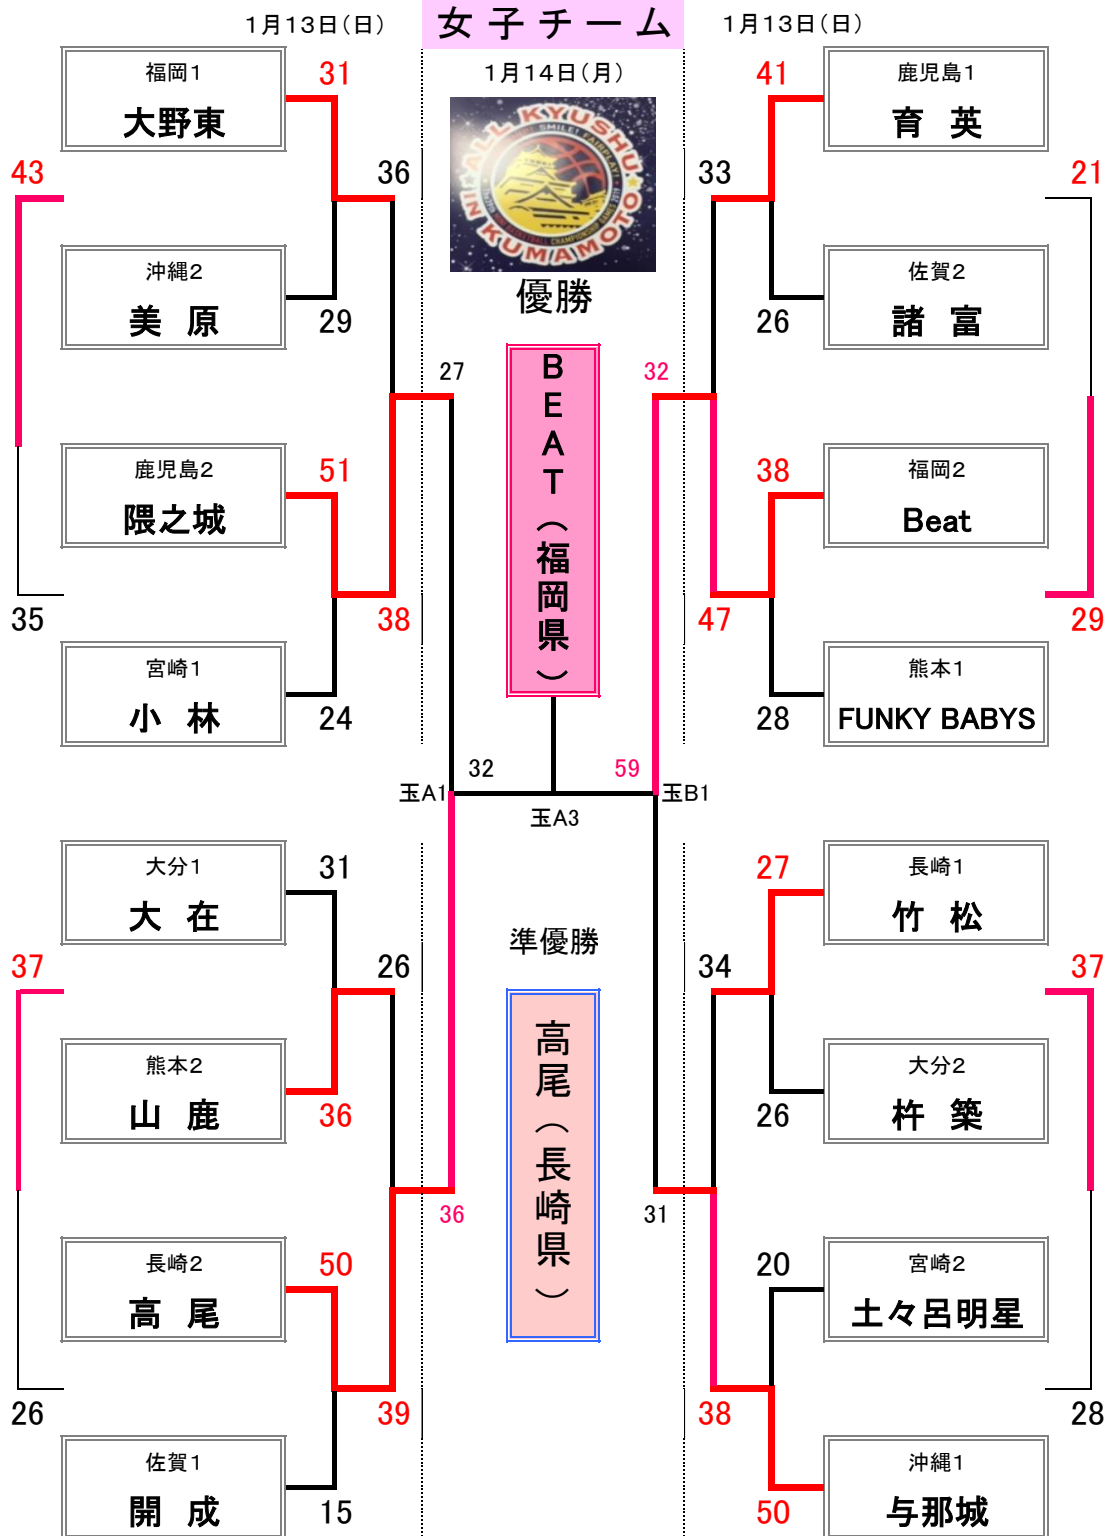 1月13日(日)
女子チーム
1月13日(日)
1月14日(月)
福岡1
大野東
31
43
36
沖縄2
美 原
29
27
鹿児島2
隈之城
51
35
38
宮崎1
小 林
24
ALL KYUSHU
IN KUMAMOTO
優勝
BEAT(福岡県)
鹿児島1
育 英
41
33
21
佐賀2
諸 富
26
32
福岡2
Beat
38
47
29
熊本1
FUNKY BABYS
28
32
59
玉A1
玉A3
玉B1
大分1
大 在
31
37
26
熊本2
山 鹿
36
36
長崎2
高 尾
50
26
39
佐賀1
開 成
15
準優勝
高尾(長崎県)
長崎1
竹 松
27
34
37
大分2
杵 築
26
31
宮崎2
土々呂明星
20
38
28
沖縄1
与那城
50